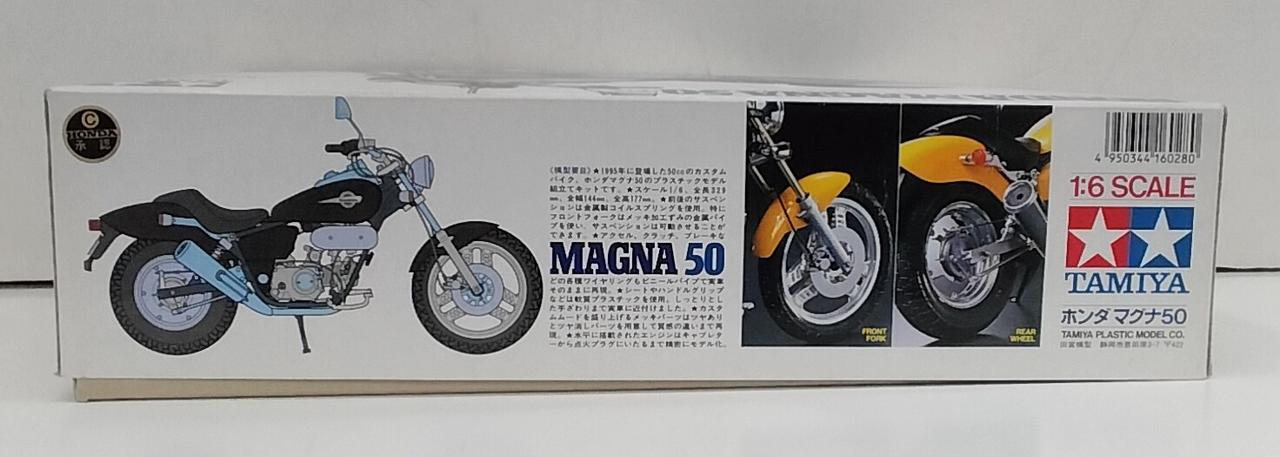 C
HONDA
承認
《模型要目》★1995年に登場した50ccのカスタム
バイク、ホンダマグナ50のプラスチックモデル
組立てキットです。★スケール1/6、全長329
mm、全幅144mm、全高177mm。★前後のサスペ
ンションは金属製コイルスプリングを使用。特に
フロントフォークはメッキ加工ずみの金属パイ
プを使い、サスペンションは可動させることが
できます。★アクセル、クラッチ、ブレーキな
MAGNA 50
どの各種ワイヤリングもビニールパイプで実車
そのままに再現。★シートやハンドルグリップ
などは軟質プラスチックを使用。しっとりとし
た手ざわりまで実車に近付けました。★カスタ
ムムードを盛り上げるメッキパーツはツヤあり
とツヤ消しパーツを用意して質感の違いまで再
現。★水平に搭載されたエンジンはキャブレタ
ーから点火プラグにいたるまで精密にモデル化。
FRONT
FORK
REAR
WHEEL
4 950344 160280
1:6 SCALE
TAMIYA
ホンダ マグナ50
TAMIYA PLASTIC MODEL CO.
田宮模型 静岡市恩田原3-7 〒422